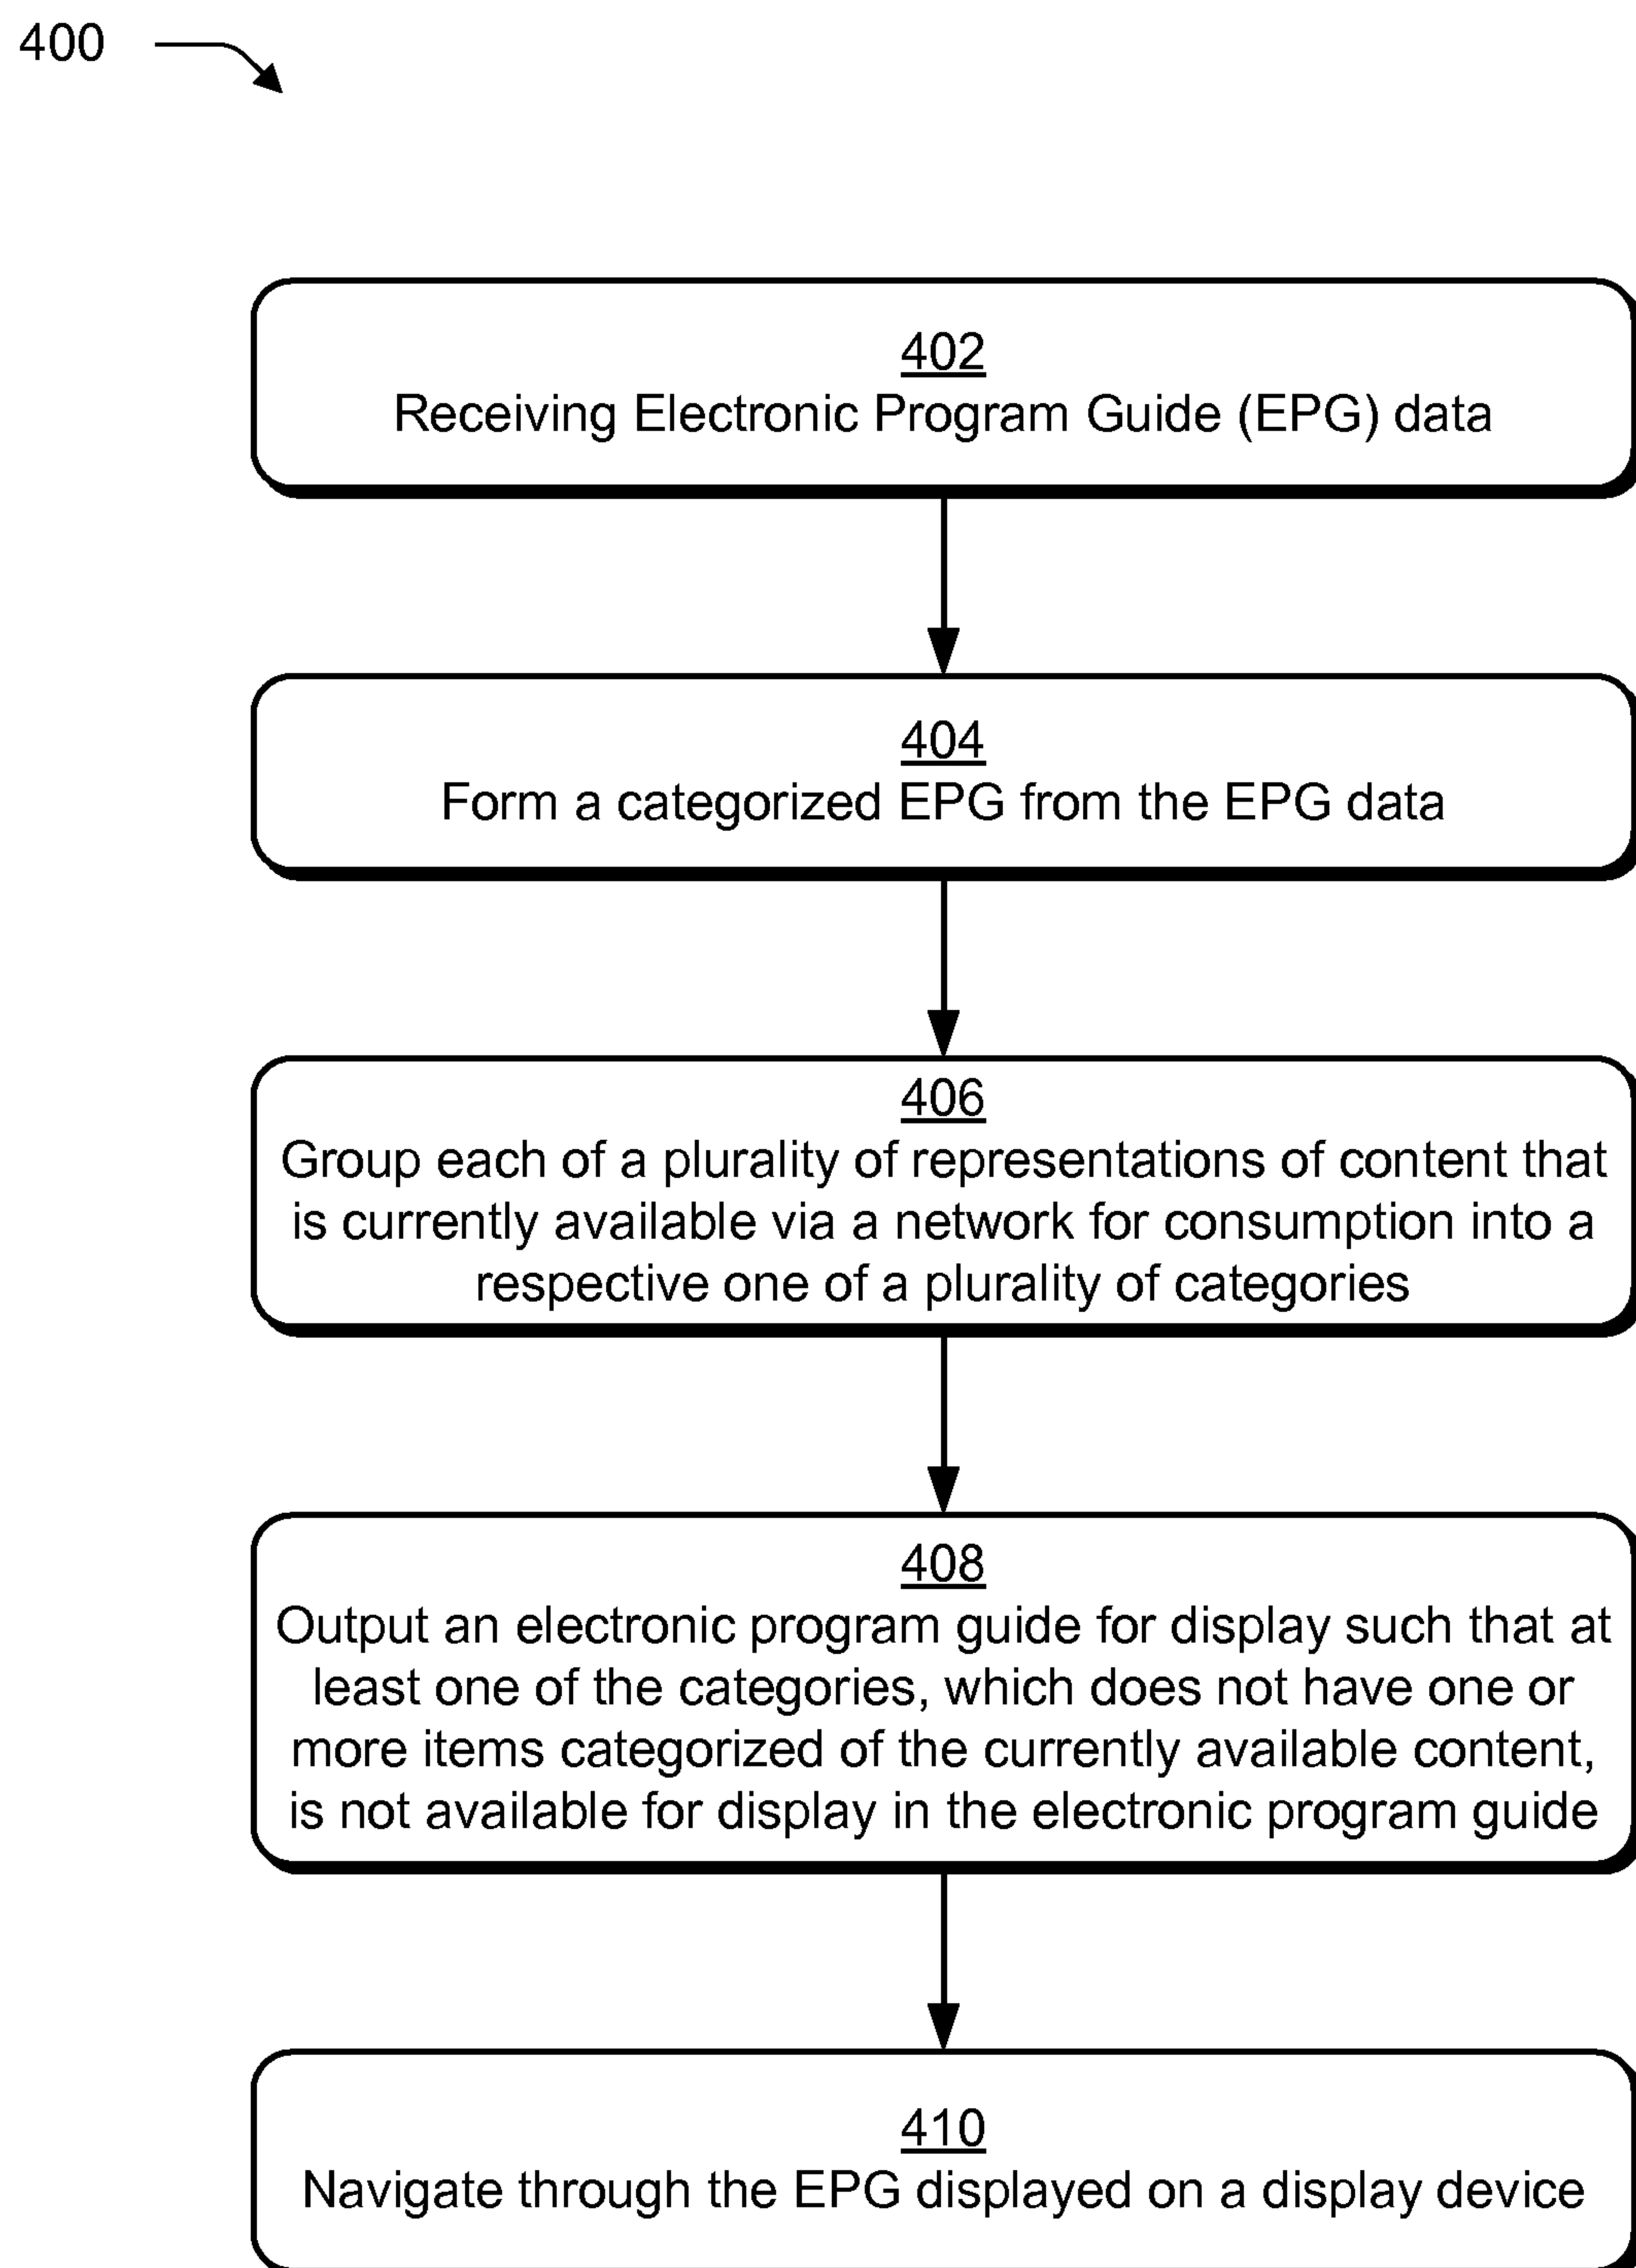 400
402
Receiving Electronic Program Guide (EPG) data
404
Form a categorized EPG from the EPG data
406
Group each of a plurality of representations of content that
is currently available via a network for consumption into a
respective one of a plurality of categories
408
Output an electronic program guide for display such that at
least one of the categories, which does not have one or
more items categorized of the currently available content,
is not available for display in the electronic program guide
410
Navigate through the EPG displayed on a display device